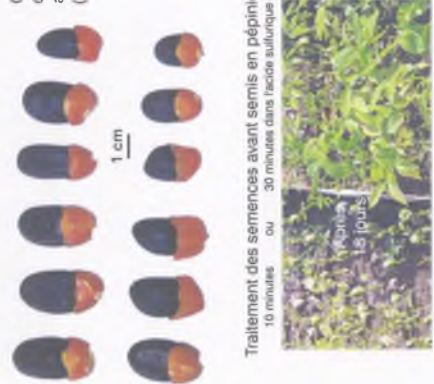 1 cm
Traitement des semences avant semis en
10 minutes ou 30 minutes dans l'acide sulfurique
Après
18 jours